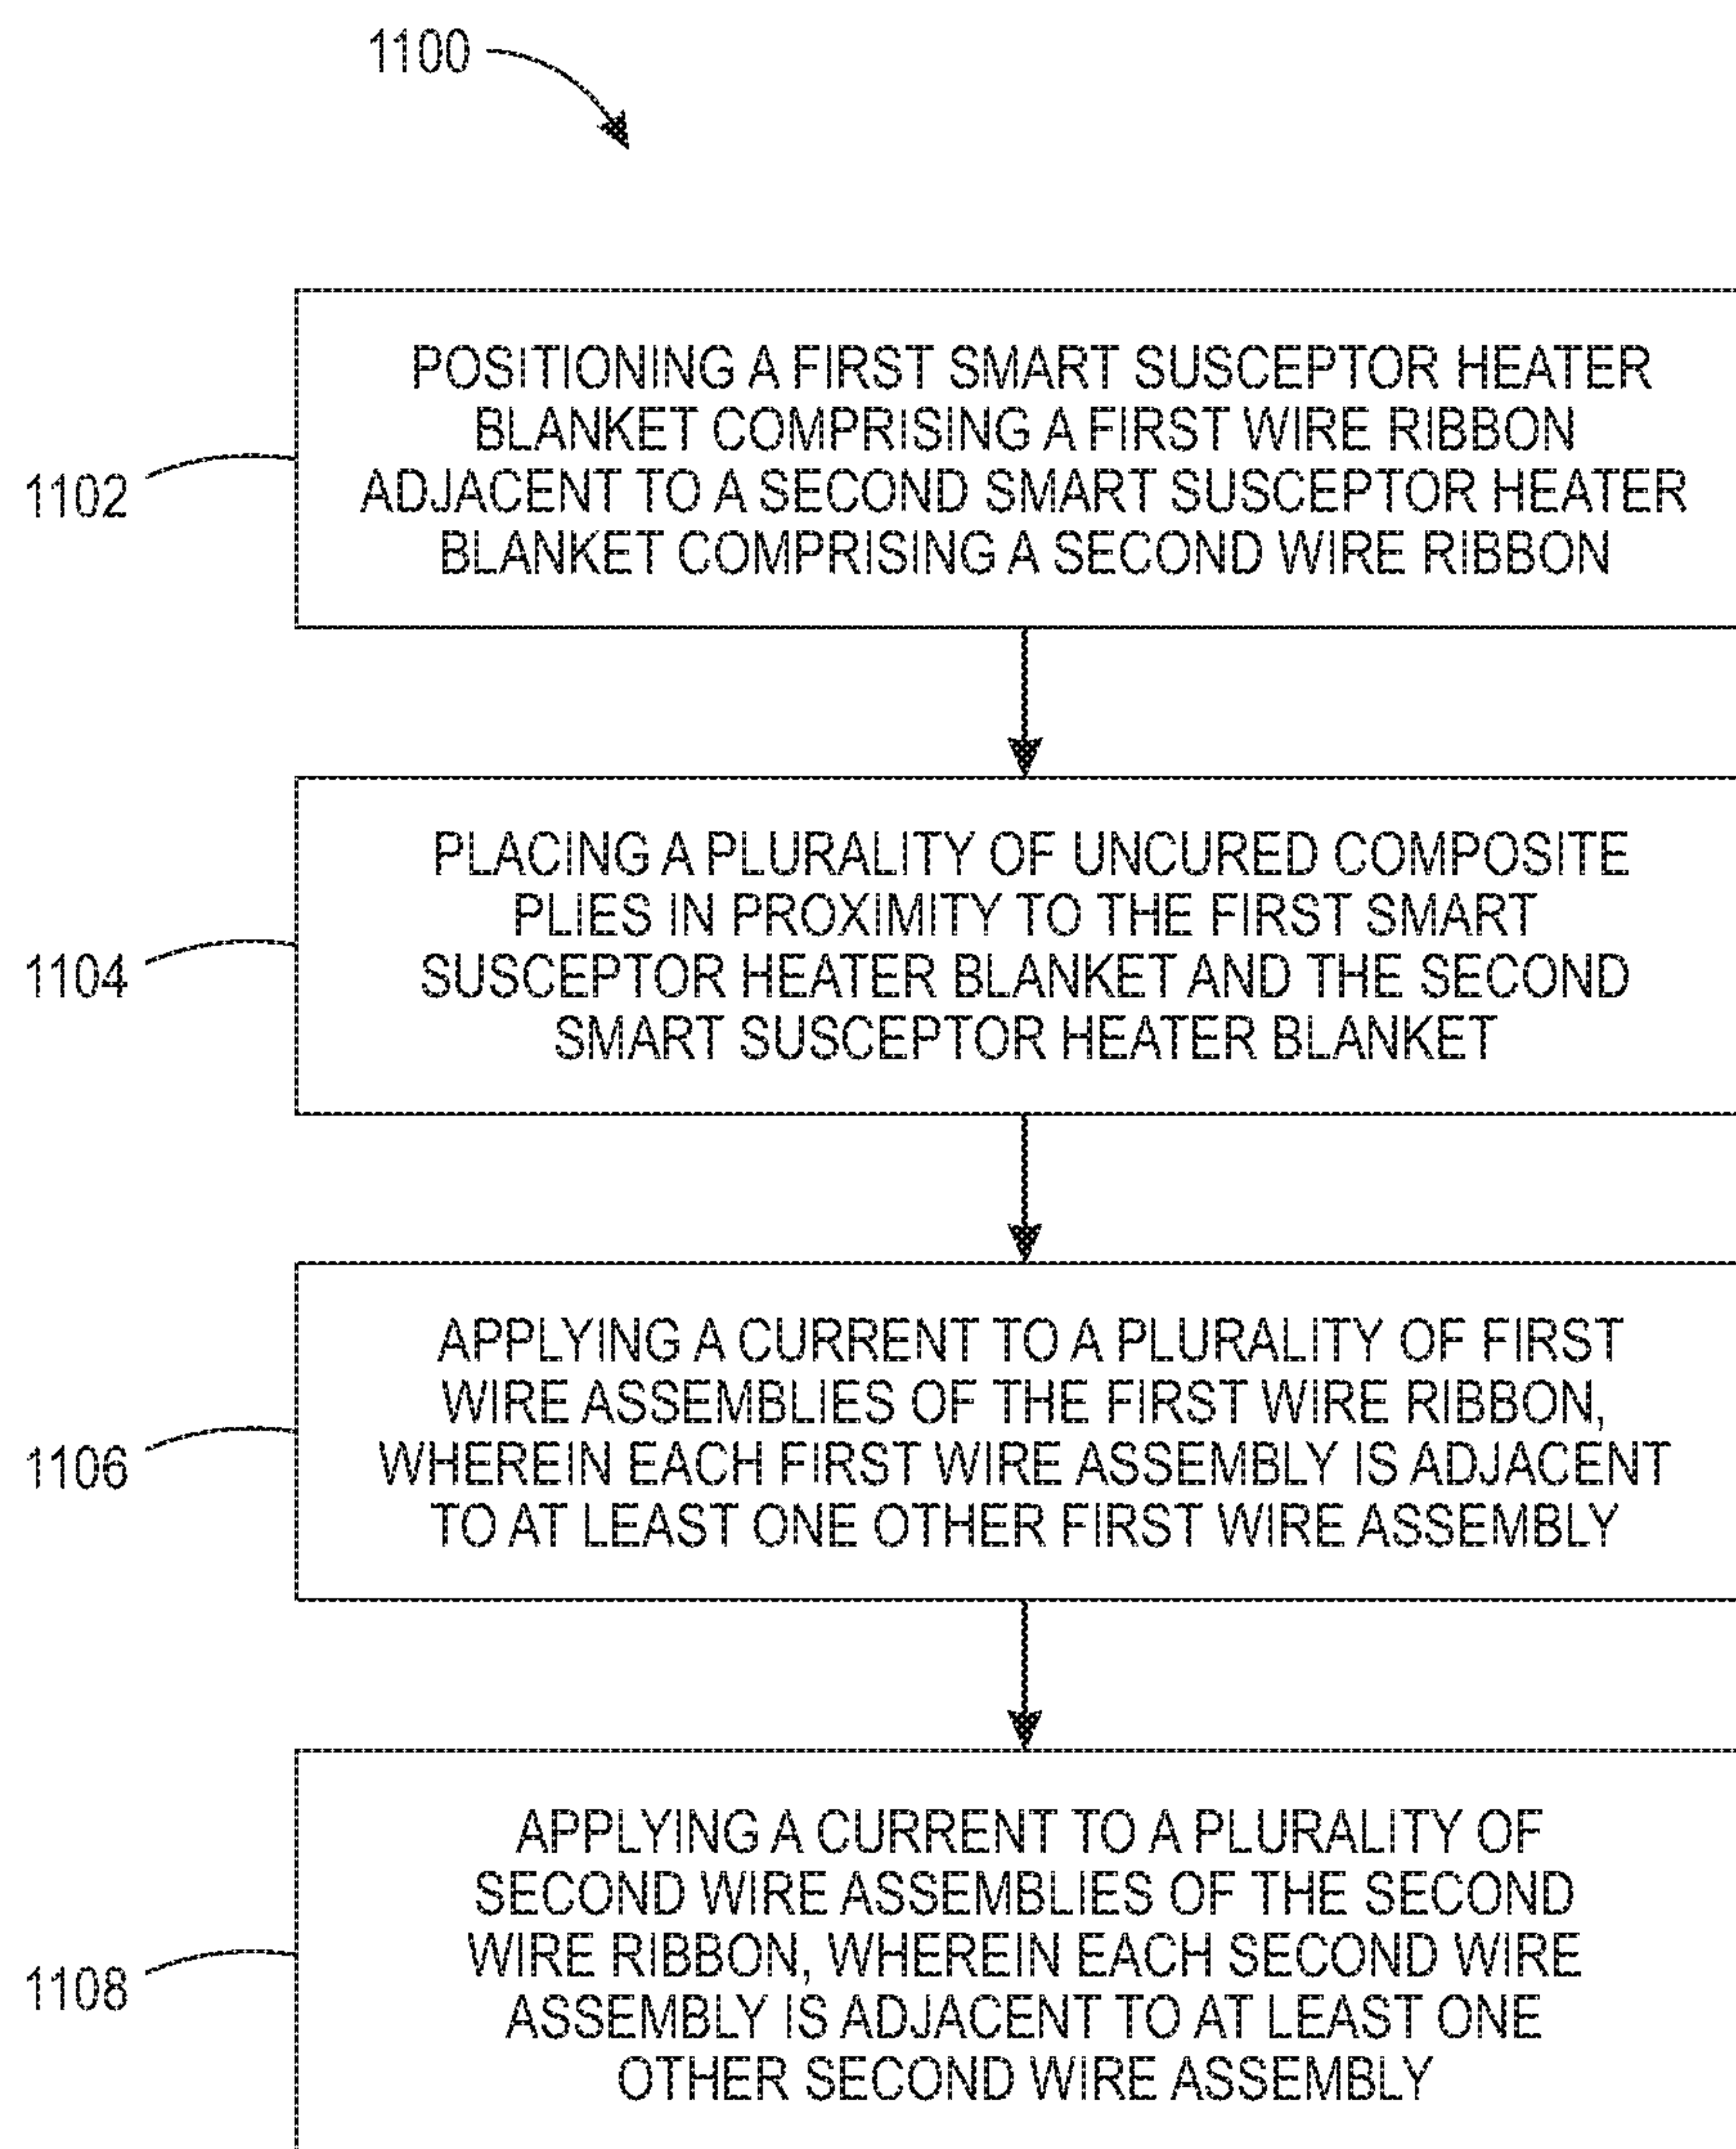 1100
POSITIONING A FIRST SMART SUSCEPTOR HEATER
BLANKET COMPRISING A FIRST WIRE RIBBON
ADJACENT TO A SECOND SMART SUSCEPTOR HEATER
BLANKET COMPRISING A SECOND WIRE RIBBON
1102
PLACING A PLURALITY OF UNCURED COMPOSITE
PLIES IN PROXIMITY TO THE FIRST SMART
SUSCEPTOR HEATER BLANKET AND THE SECOND
SMART SUSCEPTOR HEATER BLANKET
1104
APPLYING A CURRENT TO A PLURALITY OF FIRST
WIRE ASSEMBLIES OF THE FIRST WIRE RIBBON,
WHEREIN EACH FIRST WIRE ASSEMBLY IS ADJACENT
TO AT LEAST ONE OTHER FIRST WIRE ASSEMBLY
1106
APPLYING A CURRENT TO A PLURALITY OF
SECOND WIRE ASSEMBLIES OF THE SECOND
WIRE RIBBON, WHEREIN EACH SECOND WIRE
ASSEMBLY IS ADJACENT TO AT LEAST ONE
OTHER SECOND WIRE ASSEMBLY
1108